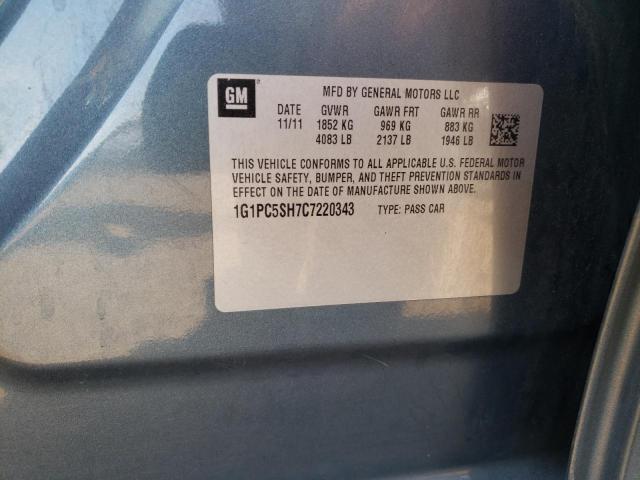 GM
MFD BY GENERAL MOTORS LLC
DATE GVWR GAWR FRT GAWR RR
11/11 1852 KG 969 KG 883 KG
4083 LB 2137 LB 1946 LB
THIS VEHICLE CONFORMS TO ALL APPLICABLE U.S. FEDERAL MOTOR
VEHICLE SAFETY, BUMPER, AND THEFT PREVENTION STANDARDS IN
EFFECT ON THE DATE OF MANUFACTURE SHOWN ABOVE.
1G1PC5SH7C7220343 TYPE: PASS CAR